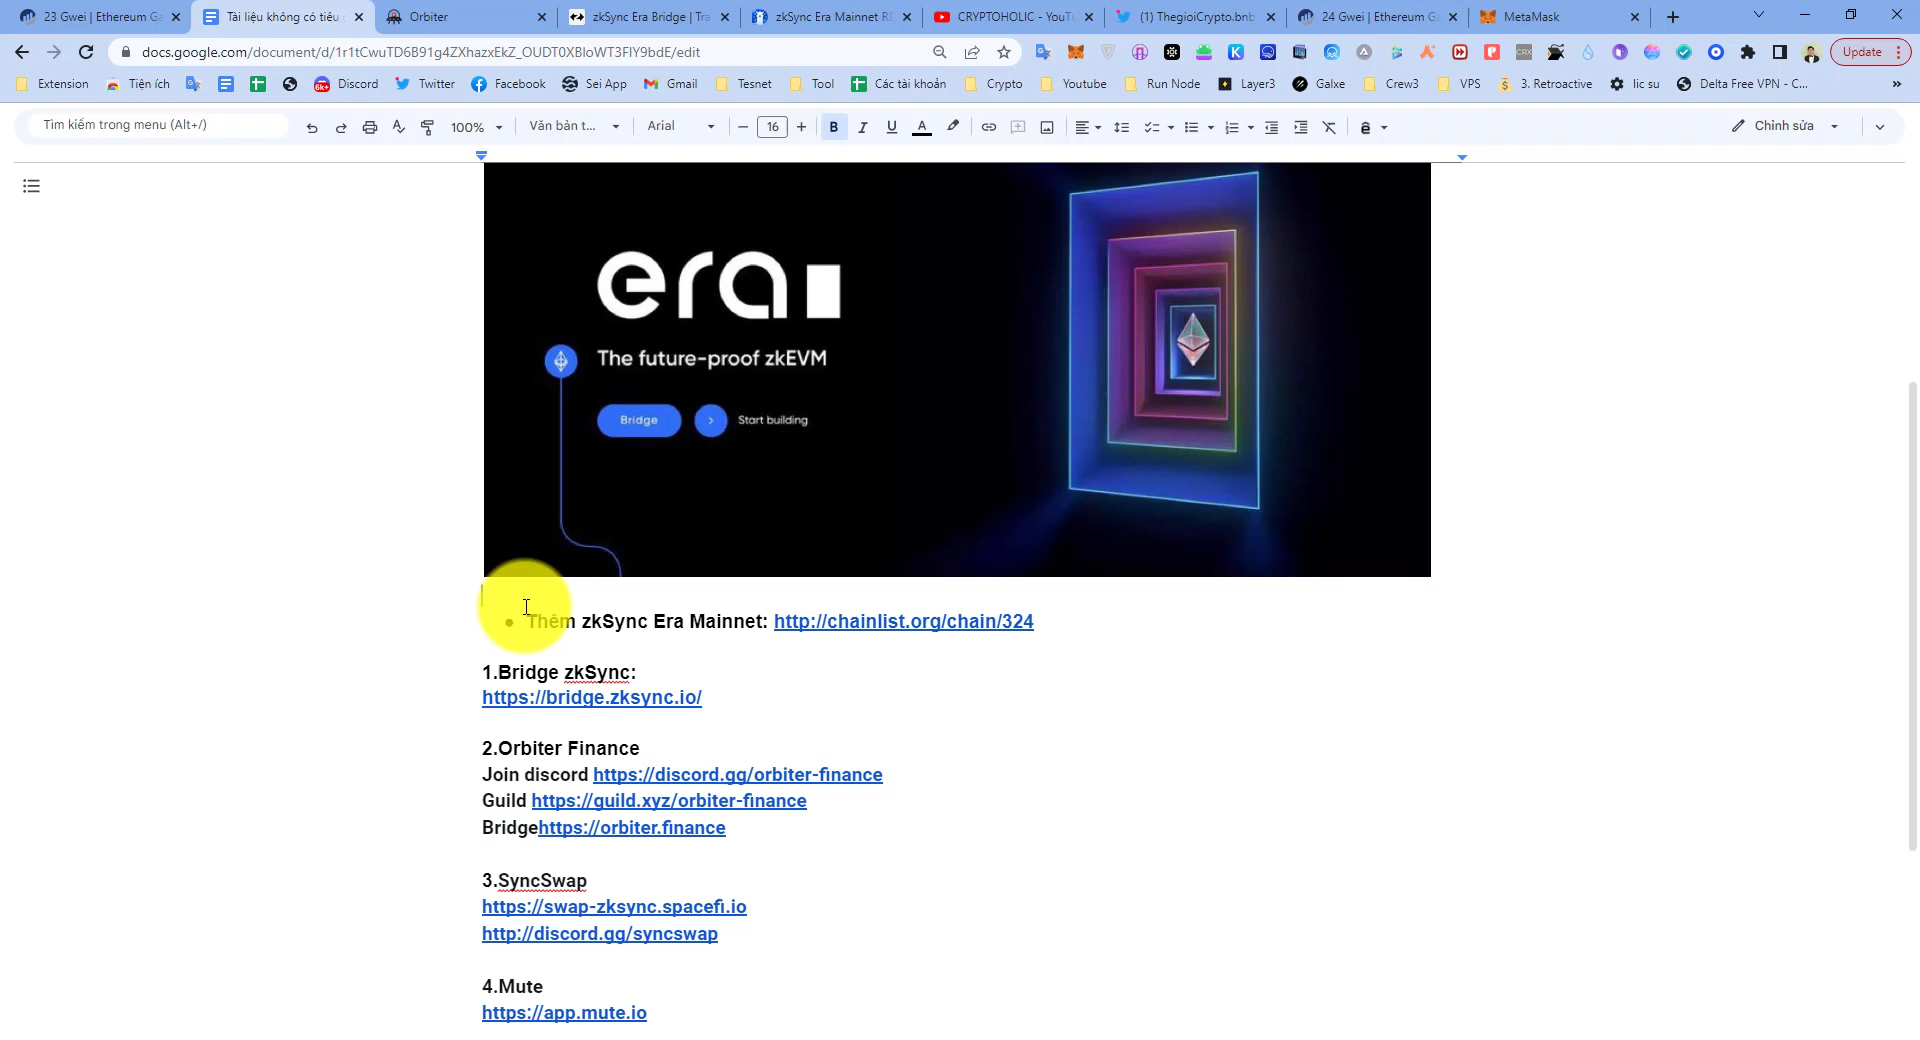 23 Gwei | Ethereum Ga
Tài liệu không có tiêu
Orbiter
zkSync Era Bridge | Tra
zkSync Era Mainnet RP
CRYPTOHOLIC - YouTu
(1) ThegioiCrypto.bnb
24 Gwei | Ethereum G
MetaMask
docs.google.com/document/d/1r1tCwuTD6B91g4ZXhazxEkZ_OUDT0XBIoWT3FIY9bdE/edit
Update
Extension
Tiện ích
Discord
Twitter
Facebook
Sei App
Gmail
Tesnet
Tool
Các tài khoản
Crypto
Youtube
Run Node
Layer3
Galxe
Crew3
VPS
3. Retroactive
lic su
Delta Free VPN - C...
Tìm kiếm trong menu (Alt+/)
100%
Văn bản t...
Arial
16
Chỉnh sửa
era
The future-proof zkEVM
Bridge
Start building
Thêm zkSync Era Mainnet: http://chainlist.org/chain/324
1.Bridge zkSync:
https://bridge.zksync.io/
2.Orbiter Finance
Join discord https://discord.gg/orbiter-finance
Guild https://guild.xyz/orbiter-finance
Bridgehttps://orbiter.finance
3.SyncSwap
https://swap-zksync.spacefi.io
http://discord.gg/syncswap
4.Mute
https://app.mute.io